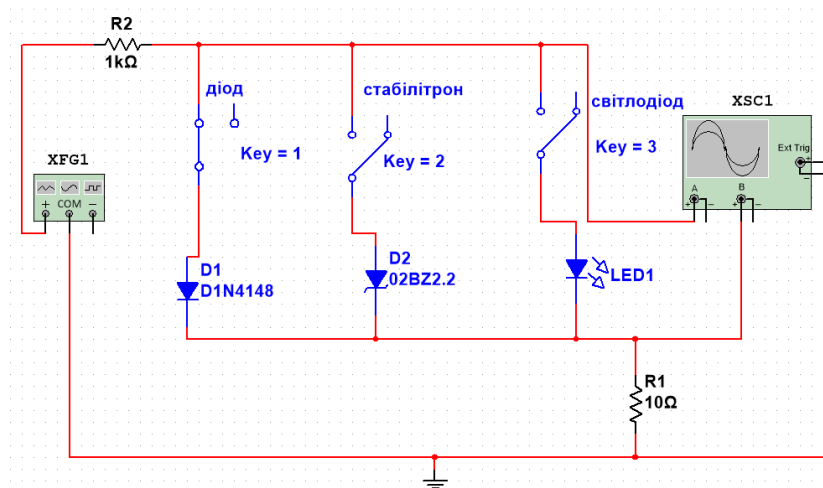 R2
1kΩ
діод
стабілітрон
світлодіод
XSC1
Key = 1
Key = 2
Key = 3
Ext Trig
+
−
A
B
+ −
+ −
XFG1
+ COM −
D1
D1N4148
D2
02BZ2.2
LED1
R1
10Ω